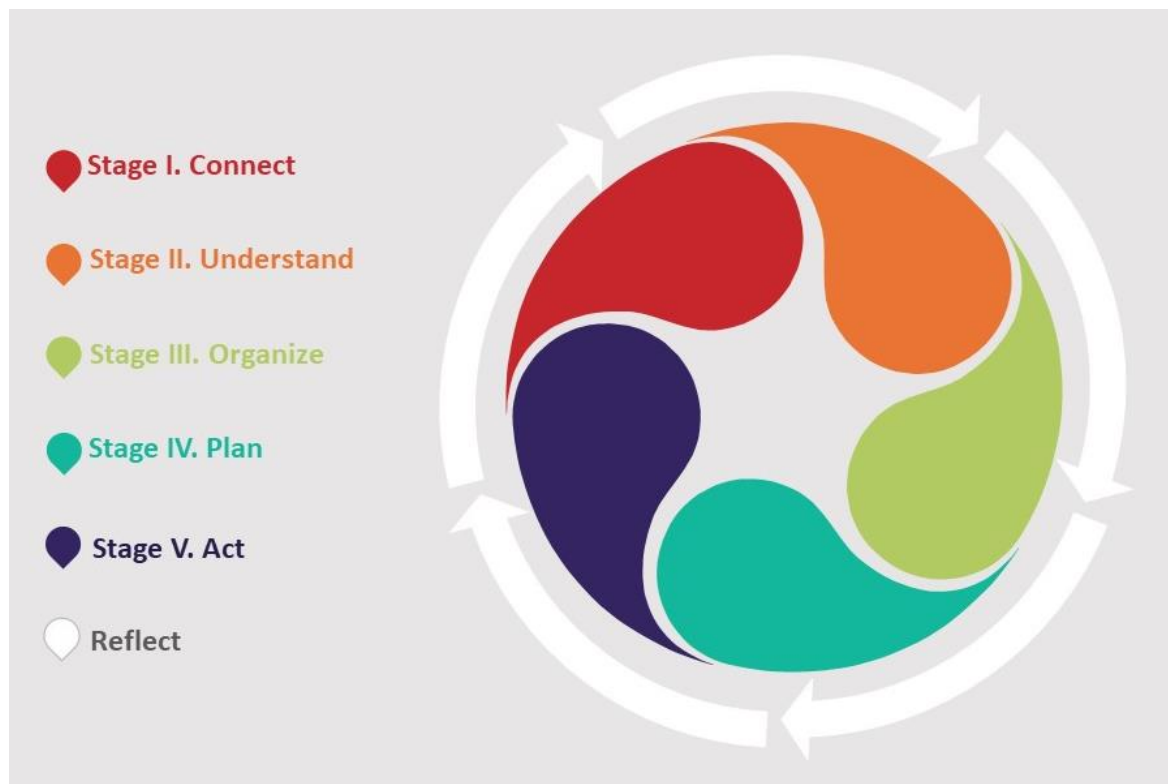 Stage I. Connect
Stage II. Understand
Stage III. Organize
Stage IV. Plan
Stage V. Act
Reflect